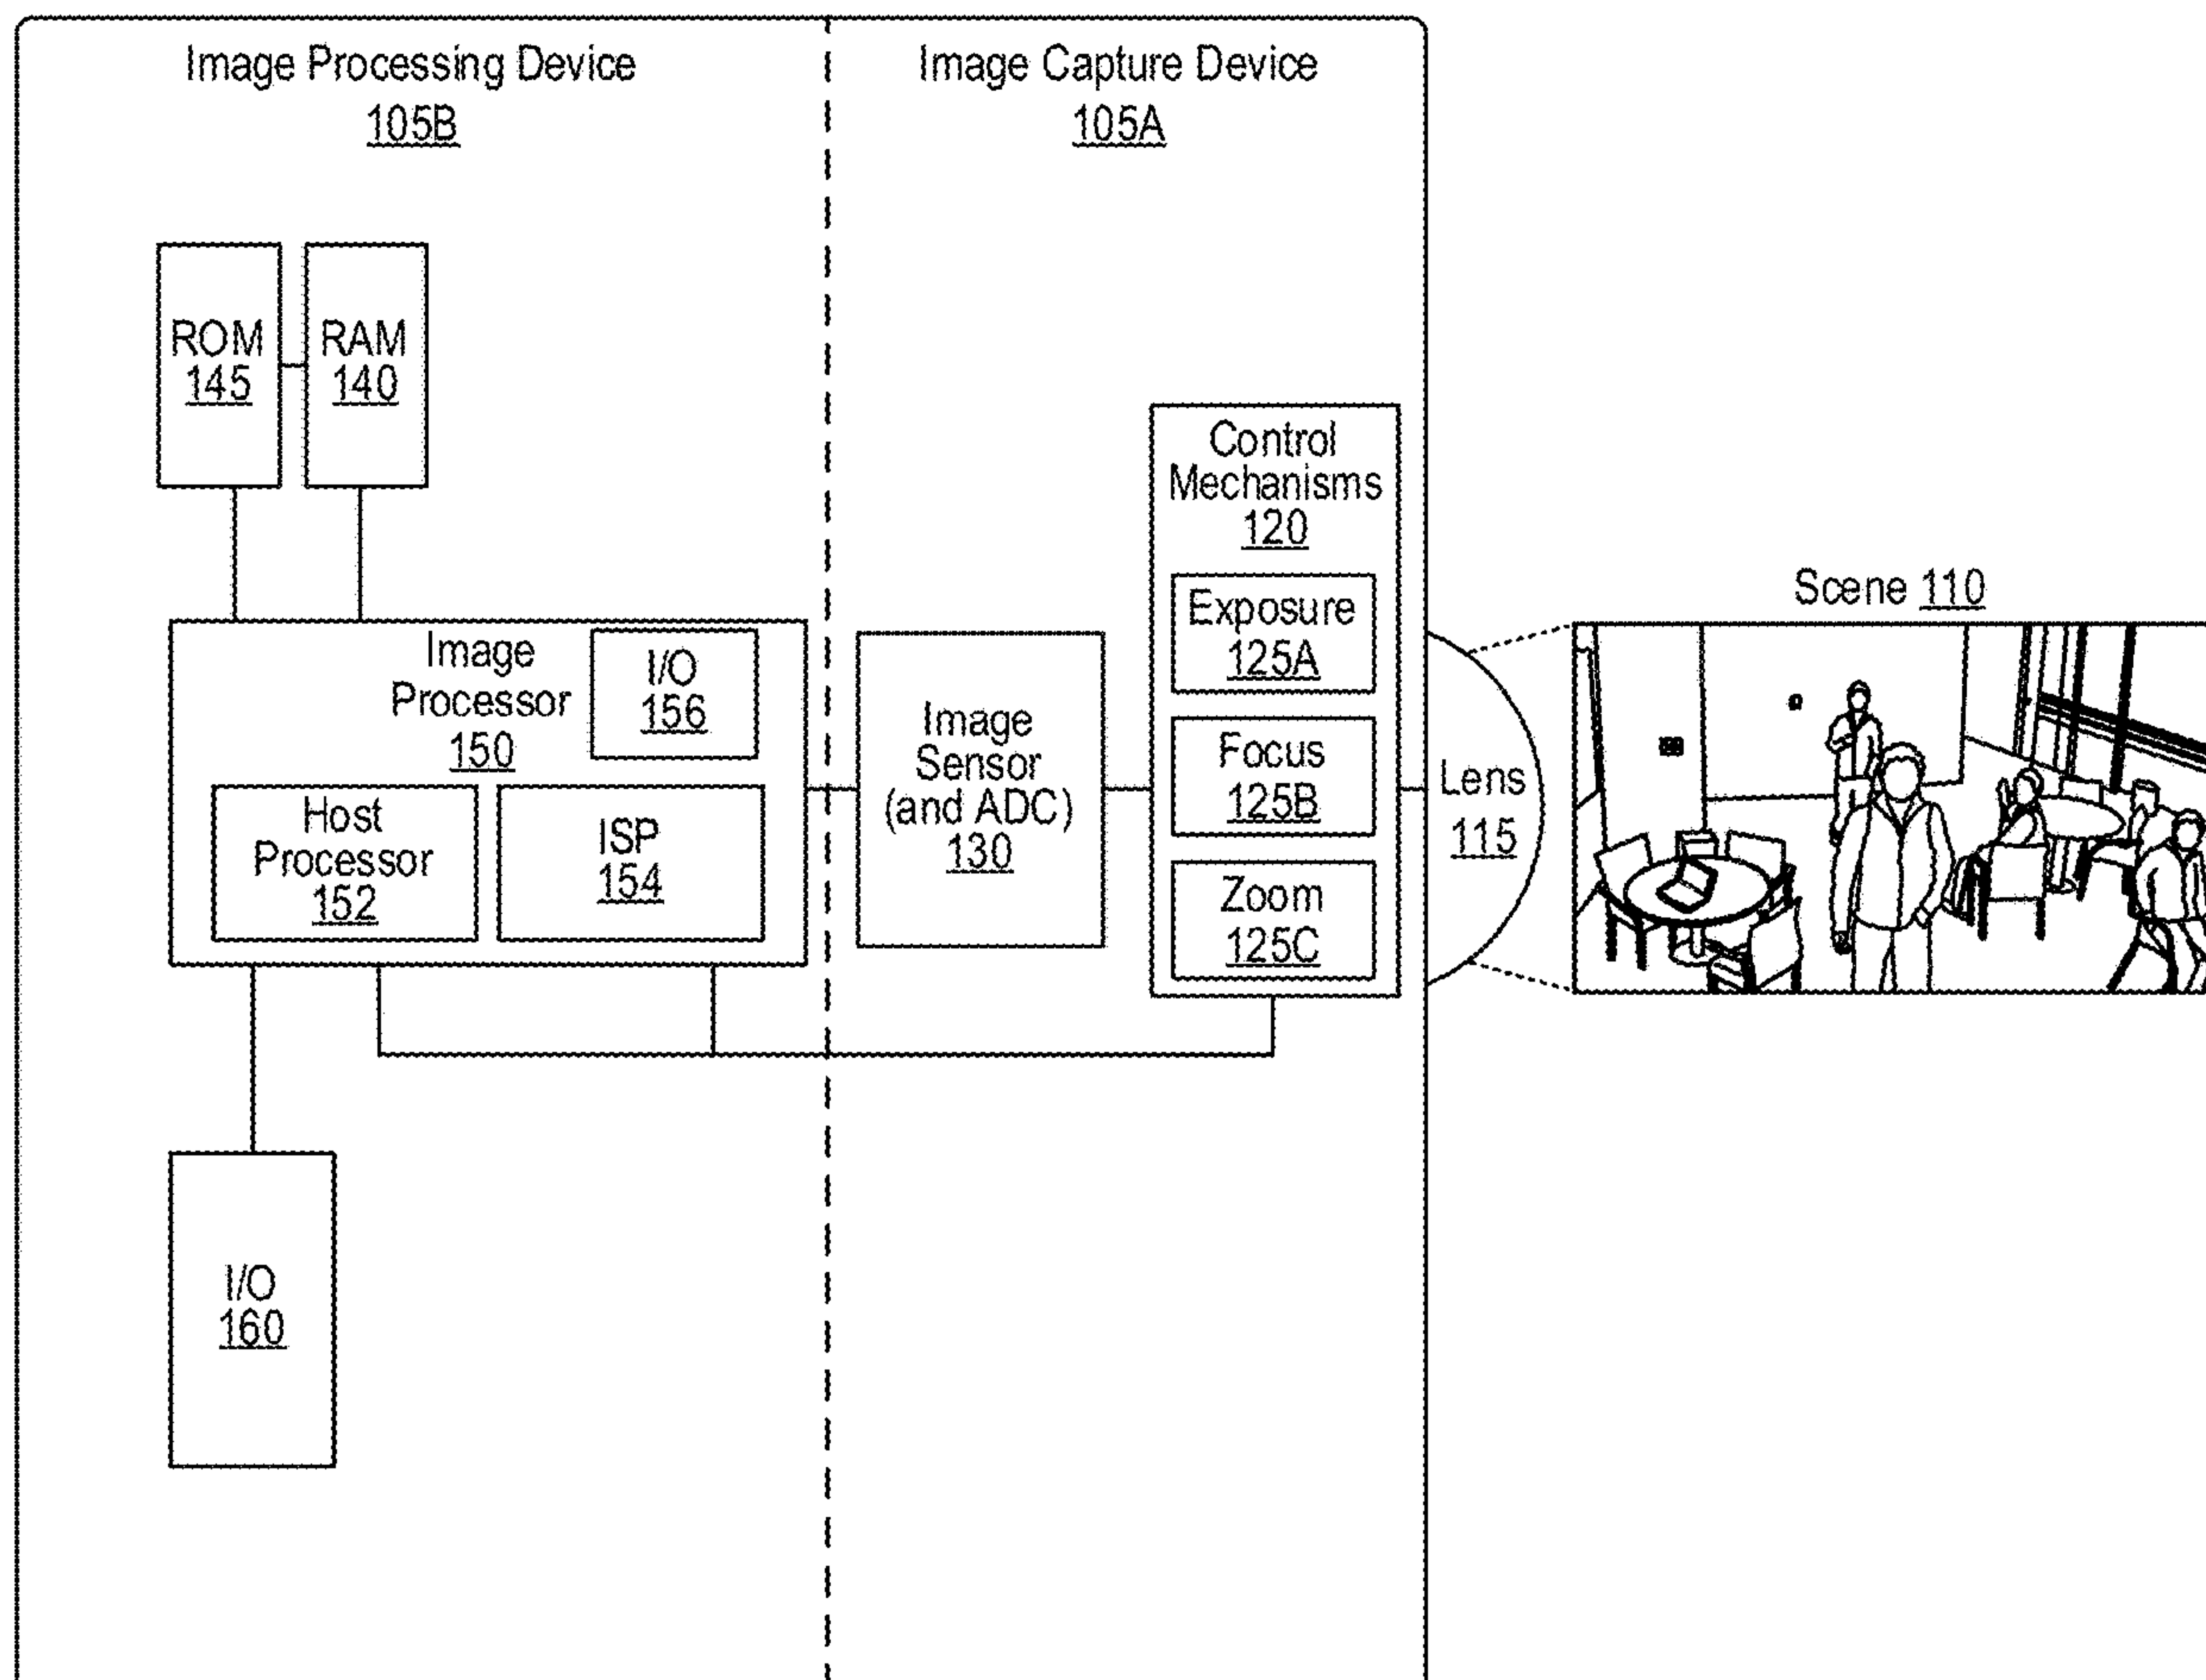 Image Processing Device
105B
Image Capture Device
105A
ROM
145
RAM
140
Control
Mechanisms
120
Exposure
125A
Focus
125B
Zoom
125C
Scene 110
Image
Processor
150
I/O
156
Host
Processor
152
ISP
154
Image
Sensor
(and ADC)
130
Lens
115
I/O
160